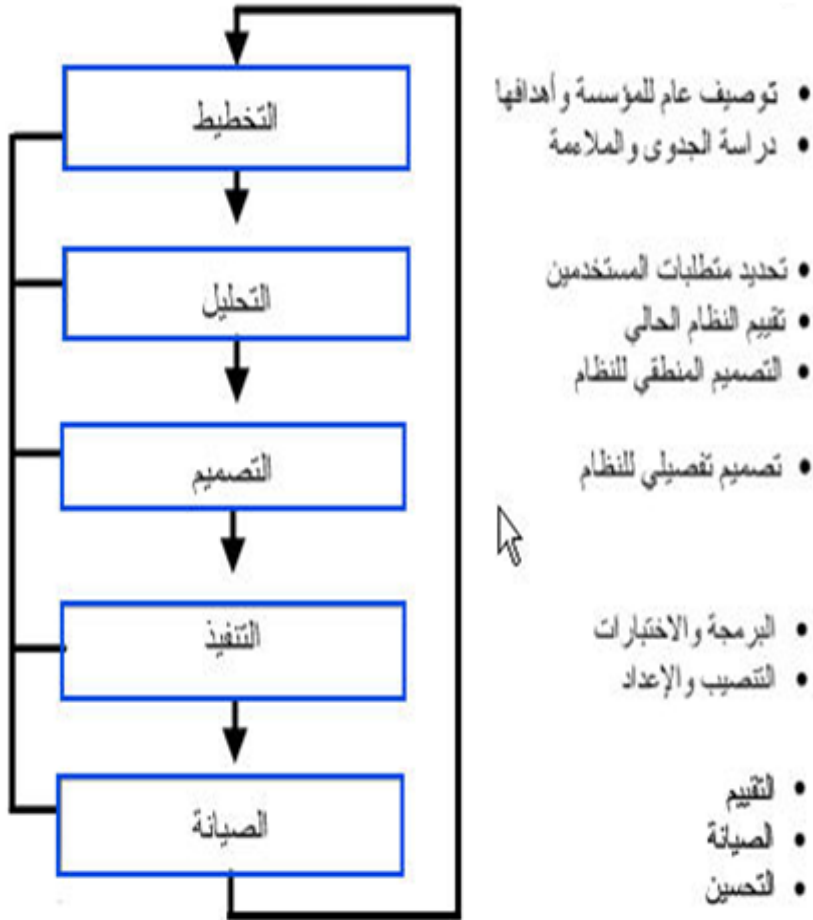 التخطيط
• توصيف عام للمؤسسة وأهدافها
• دراسة الجدوى والملاءمة
التحليل
• تحديد متطلبات المستخدمين
• تقييم النظام الحالي
• التصميم المنطقي للنظام
التصميم
• تصميم تفصيلي للنظام
التنفيذ
• البرمجة والاختبارات
• التنصيب والإعداد
الصيانة
• التقييم
• الصيانة
• التحسين